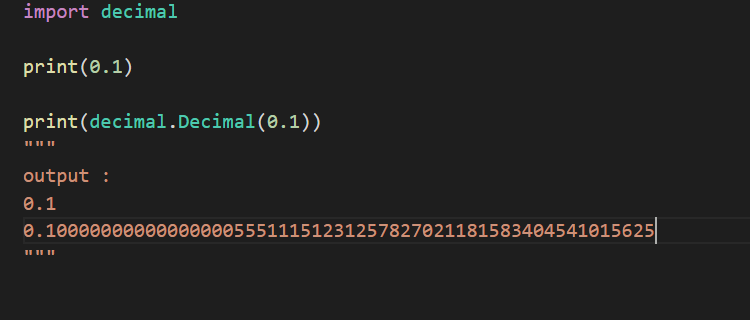 import decimal
print(0.1)
print(decimal.Decimal(0.1))
"""
output :
0.1
0.1000000000000000055511151231257827021181583404541015625
"""